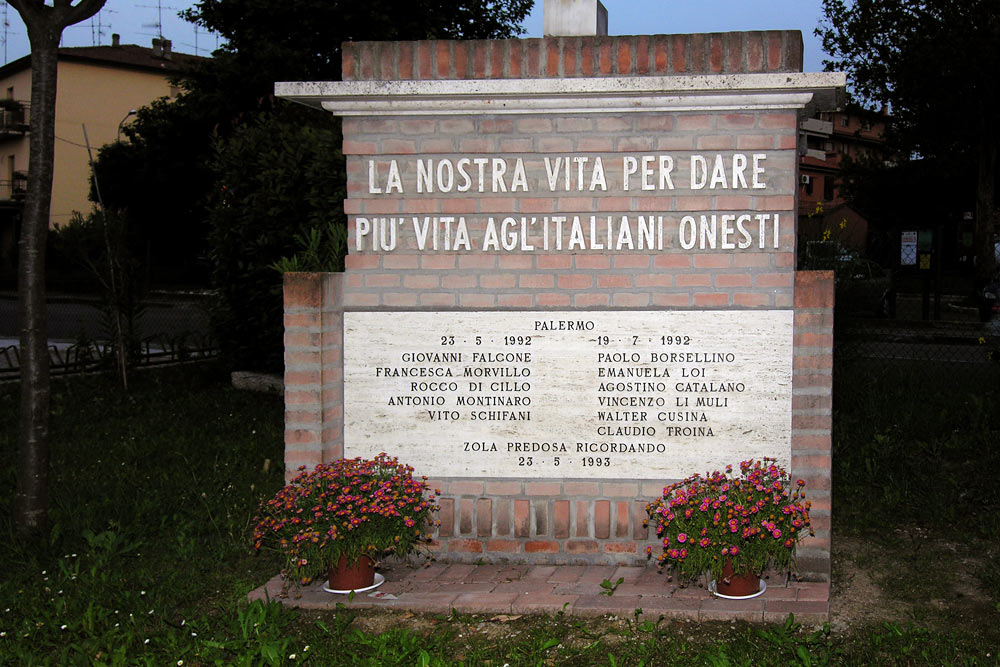 LA NOSTRA VITA PER DARE
PIU' VITA AGL'ITALIANI ONESTI
PALERMO
23 · 5 · 1992
GIOVANNI FALCONE
FRANCESCA MORVILLO
ROCCO DI CILLO
ANTONIO MONTINARO
VITO SCHIFANI
19 · 7 · 1992
PAOLO BORSELLINO
EMANUELA LOI
AGOSTINO CATALANO
VINCENZO LI MULI
WALTER CUSINA
CLAUDIO TROINA
ZOLA PREDOSA RICORDANDO
23 · 5 · 1993